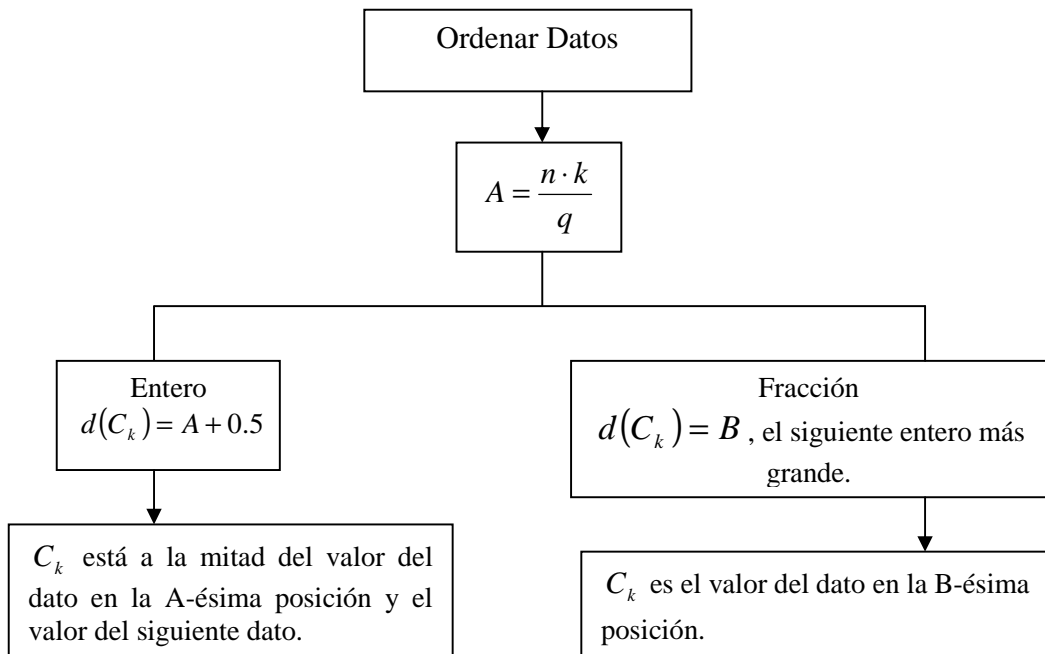 Ordenar Datos
A = \frac{n \cdot k}{q}
Entero
d(C_k) = A + 0.5
Fracción
d(C_k) = B , el siguiente entero más
grande.
C_k está a la mitad del valor del
dato en la A-ésima posición y el
valor del siguiente dato.
C_k es el valor del dato en la B-ésima
posición.